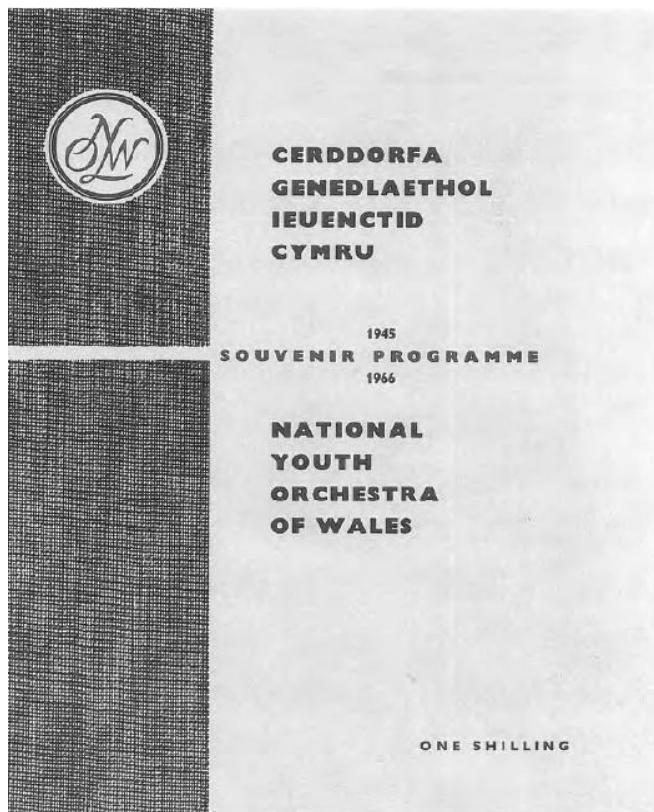 CERDDORFA
GENEDLAETHOL
IEUENCTID
CYMRU
1945
SOUVENIR PROGRAMME
1966
NATIONAL
YOUTH
ORCHESTRA
OF WALES
ONE SHILLING